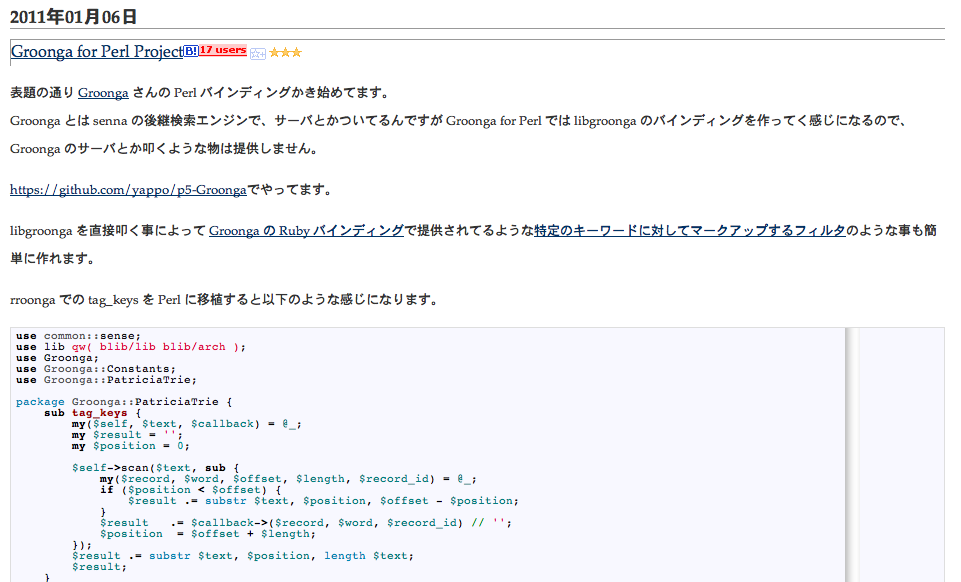 2011年01月06日
Groonga for Perl ProjectB!17 users
表題の通り Groonga さんの Perl バインディングかき始めてます。
Groonga とは senna の後継検索エンジンで、サーバとかついてるんですが Groonga for Perl では libgroonga のバインディングを作ってく感じになるので、
Groonga のサーバとか叩くような物は提供しません。
https://github.com/yappo/p5-Groongaでやってます。
libgroonga を直接叩く事によって Groonga の Ruby バインディングで提供されてるような特定のキーワードに対してマークアップするフィルタのような事も簡
単に作れます。
rroonga での tag_keys を Perl に移植すると以下のような感じになります。
use common::sense;
use lib qw( blib/lib blib/arch );
use Groonga;
use Groonga::Constants;
use Groonga::PatriciaTrie;
package Groonga::PatriciaTrie {
    sub tag_keys {
        my($self, $text, $callback) = @_;
        my $result = '';
        my $position = 0;
        $self->scan($text, sub {
            my($record, $word, $offset, $length, $record_id) = @_;
            if ($position < $offset) {
                $result .= substr $text, $position, $offset - $position;
            }
            $result   .= $callback->($record, $word, $record_id) // '';
            $position  = $offset + $length;
        });
        $result .= substr $text, $position, length $text;
        $result;
    }